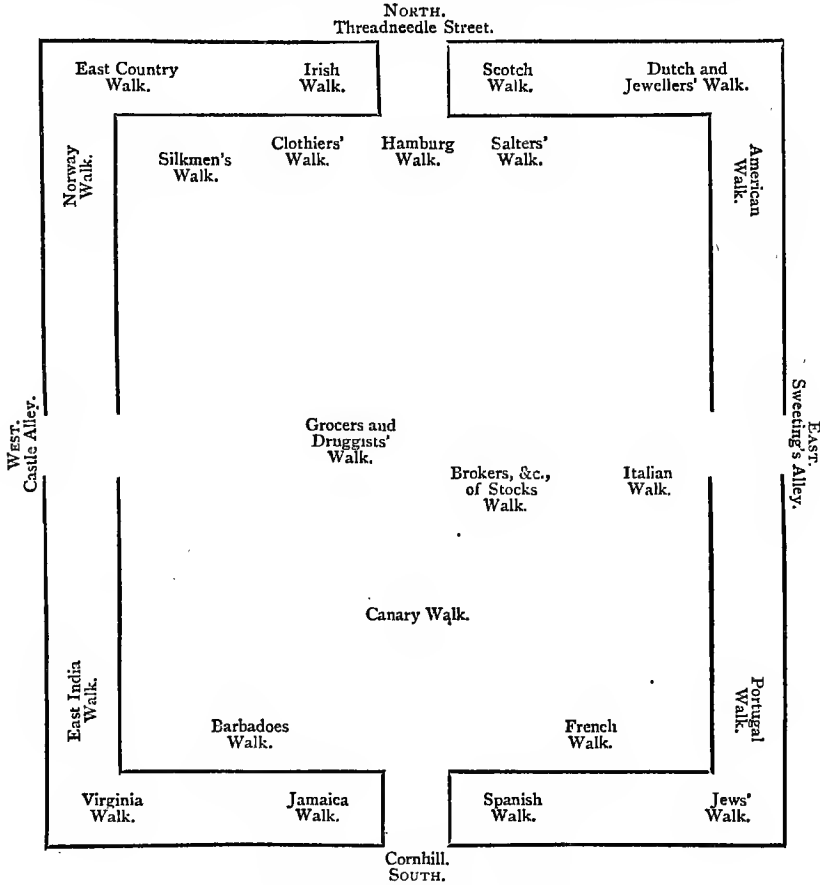 NORTH.
Threadneedle Street.
East Country
Walk.
Irish
Walk.
Scotch
Walk.
Dutch and
Jewellers' Walk.
Norway
Walk.
Silkmen's
Walk.
Clothiers'
Walk.
Hamburg
Walk.
Salters'
Walk.
American
Walk.
WEST.
Castle Alley.
Grocers and
Druggists'
Walk.
Brokers, &c.,
of Stocks
Walk.
Italian
Walk.
EAST.
Sweeting's Alley.
Canary Walk.
East India
Walk.
Barbadoes
Walk.
French
Walk.
Portugal
Walk.
Virginia
Walk.
Jamaica
Walk.
Spanish
Walk.
Jews'
Walk.
Cornhill.
SOUTH.